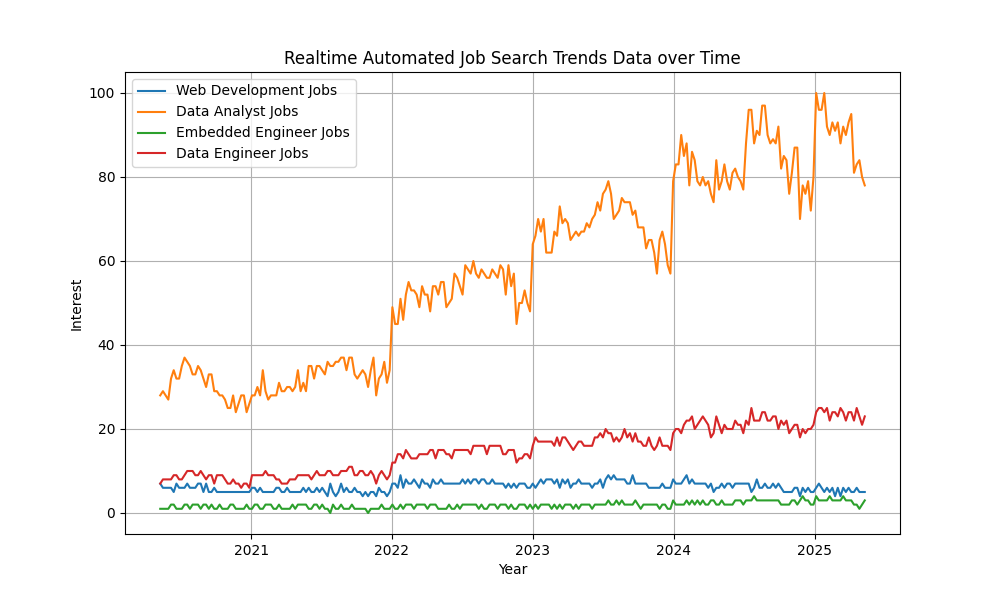 Realtime Automated Job Search Trends Data over Time
Web Development Jobs
Data Analyst Jobs
Embedded Engineer Jobs
Data Engineer Jobs
100
80
60
40
20
0
Interest
2021 2022 2023 2024 2025
Year